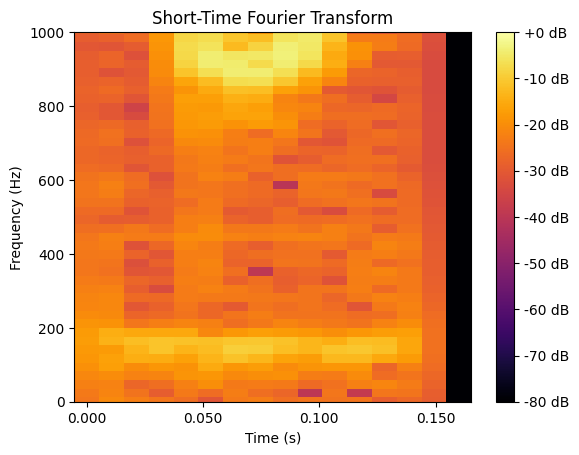 Short-Time Fourier Transform
1000
800
600
400
200
0
Frequency (Hz)
0.000
0.050
0.100
0.150
Time (s)
+0 dB
-10 dB
-20 dB
-30 dB
-40 dB
-50 dB
-60 dB
-70 dB
-80 dB